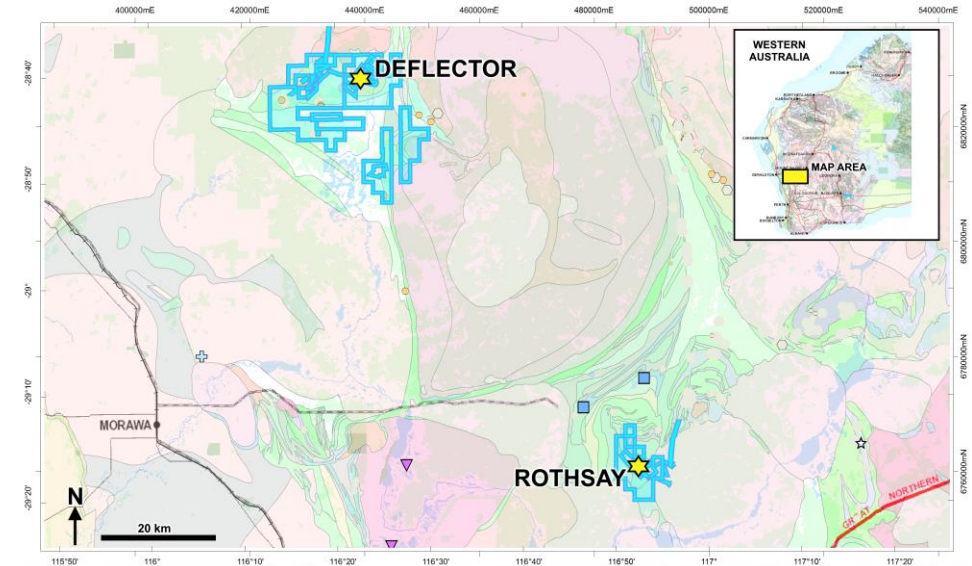 400000mE 420000mE 440000mE 460000mE 480000mE 500000mE 520000mE 540000mE
-28°40'
DEFLECTOR
WESTERN
AUSTRALIA
MAP AREA
PERTH
6820000mN
-28°50'
6800000mN
-29°
6780000mN
-29°10'
MORAWA
ROTHSAY
6760000mN
-29°20'
N
20 km
NORTHERN
115°50' 116° 116°10' 116°20' 116°30' 116°40' 116°50' 117° 117°10' 117°20'